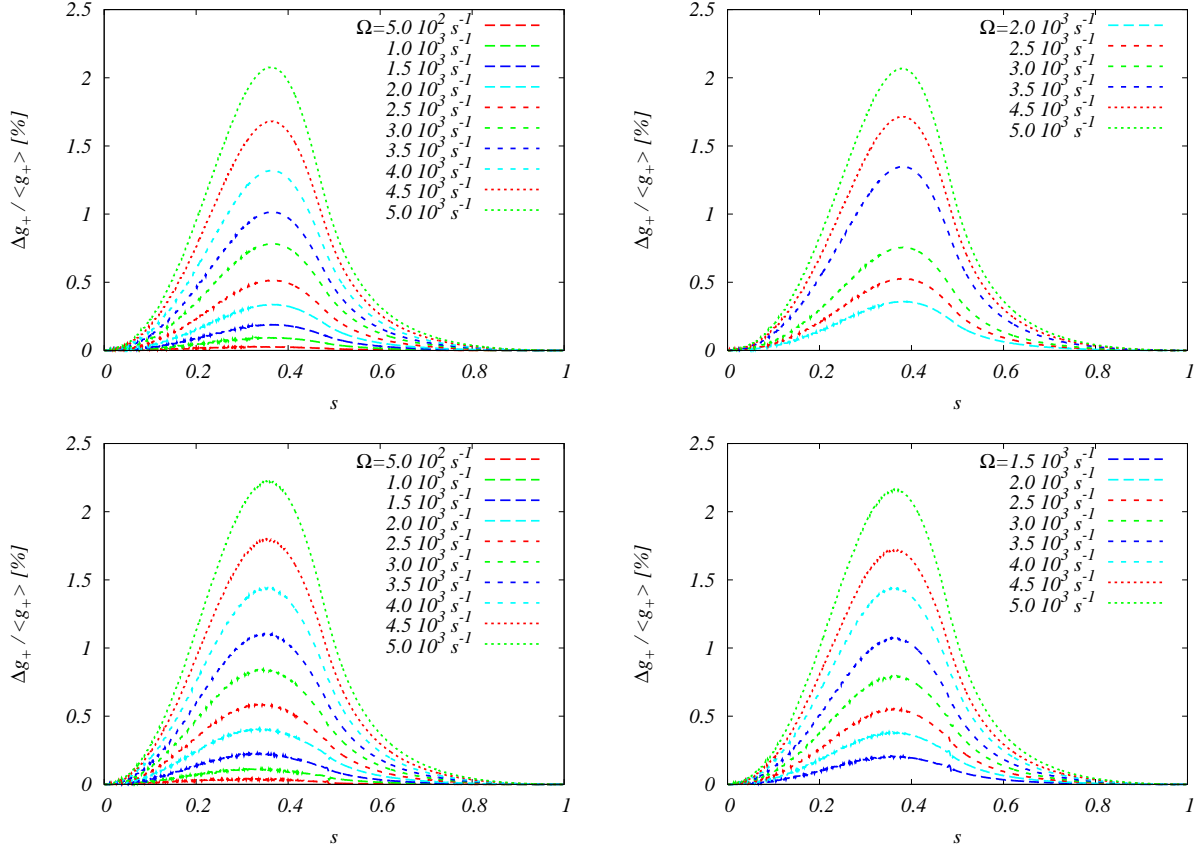 Δg₊ / <g₊> [%]
2.5
2
1.5
1
0.5
0
Ω=5.0 10² s⁻¹
1.0 10³ s⁻¹
1.5 10³ s⁻¹
2.0 10³ s⁻¹
2.5 10³ s⁻¹
3.0 10³ s⁻¹
3.5 10³ s⁻¹
4.0 10³ s⁻¹
4.5 10³ s⁻¹
5.0 10³ s⁻¹
0 0.2 0.4 0.6 0.8 1
s
Δg₊ / <g₊> [%]
2.5
2
1.5
1
0.5
0
Ω=2.0 10³ s⁻¹
2.5 10³ s⁻¹
3.0 10³ s⁻¹
3.5 10³ s⁻¹
4.5 10³ s⁻¹
5.0 10³ s⁻¹
0 0.2 0.4 0.6 0.8 1
s
Δg₊ / <g₊> [%]
2.5
2
1.5
1
0.5
0
Ω=5.0 10² s⁻¹
1.0 10³ s⁻¹
1.5 10³ s⁻¹
2.0 10³ s⁻¹
2.5 10³ s⁻¹
3.0 10³ s⁻¹
3.5 10³ s⁻¹
4.0 10³ s⁻¹
4.5 10³ s⁻¹
5.0 10³ s⁻¹
0 0.2 0.4 0.6 0.8 1
s
Δg₊ / <g₊> [%]
2.5
2
1.5
1
0.5
0
Ω=1.5 10³ s⁻¹
2.0 10³ s⁻¹
2.5 10³ s⁻¹
3.0 10³ s⁻¹
3.5 10³ s⁻¹
4.0 10³ s⁻¹
4.5 10³ s⁻¹
5.0 10³ s⁻¹
0 0.2 0.4 0.6 0.8 1
s